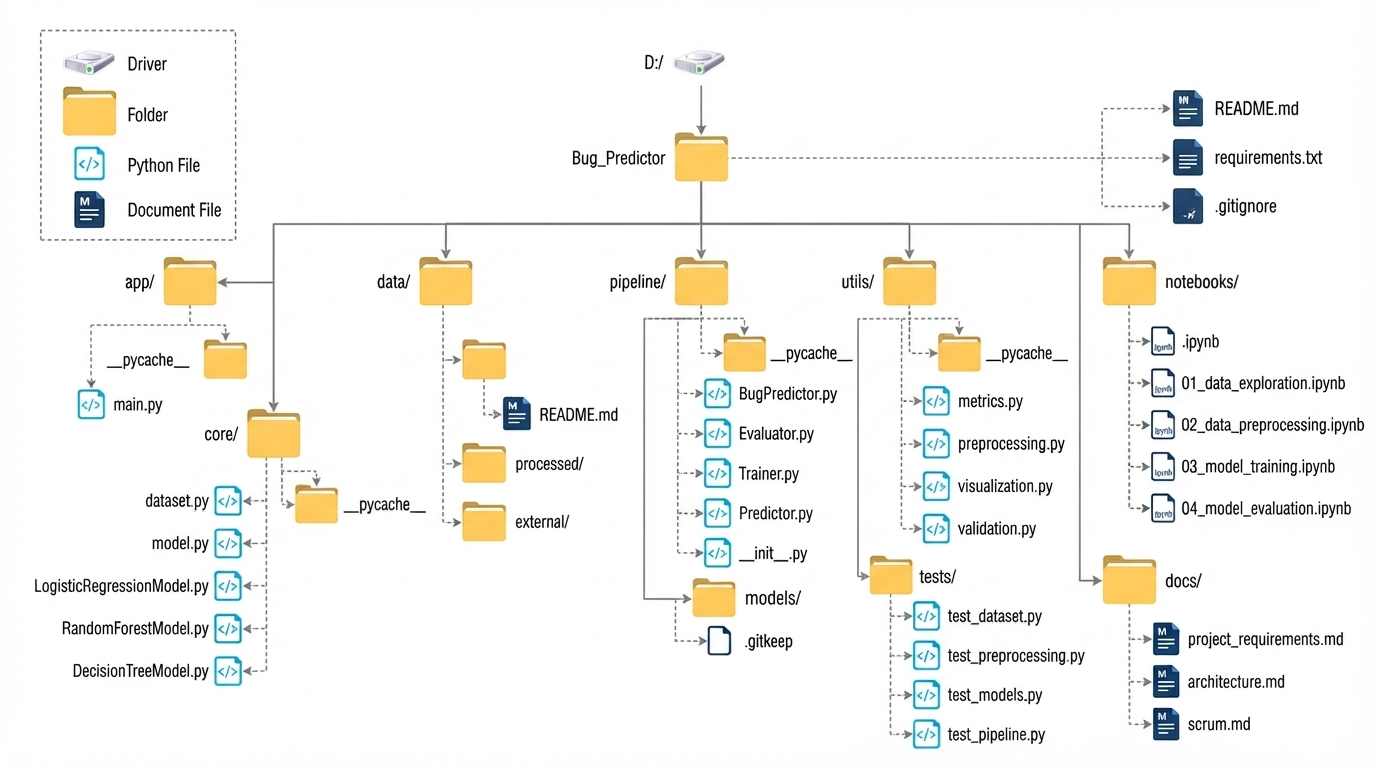 Driver
Folder
Python File
Document File
D:/
Bug_Predictor
README.md
requirements.txt
.gitignore
app/
__pycache__
main.py
core/
__pycache__
dataset.py
model.py
LogisticRegressionModel.py
RandomForestModel.py
DecisionTreeModel.py
data/
README.md
processed/
external/
pipeline/
__pycache__
BugPredictor.py
Evaluator.py
Trainer.py
Predictor.py
__init__.py
models/
.gitkeep
utils/
__pycache__
metrics.py
preprocessing.py
visualization.py
validation.py
tests/
test_dataset.py
test_preprocessing.py
test_models.py
test_pipeline.py
notebooks/
.ipynb
01_data_exploration.ipynb
02_data_preprocessing.ipynb
03_model_training.ipynb
04_model_evaluation.ipynb
docs/
project_requirements.md
architecture.md
scrum.md